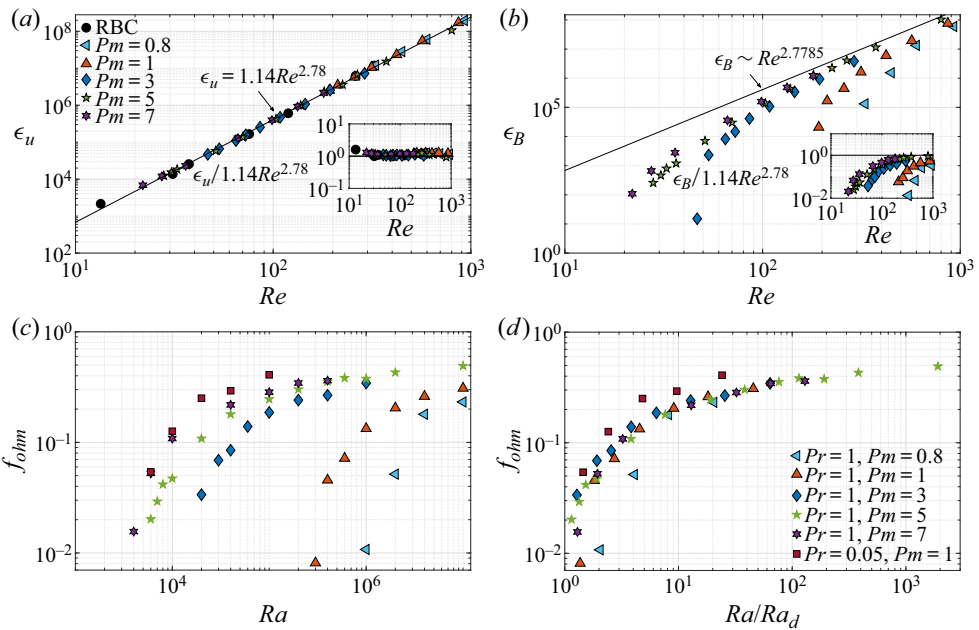 (a)
RBC
Pm = 0.8
Pm = 1
Pm = 3
Pm = 5
Pm = 7
ϵ_u = 1.14Re^2.78
ϵ_u/1.14Re^2.78
10^1
10^0
10^−1
10^1 10^2 10^3
Re
ϵ_u
10^8
10^6
10^4
10^2
10^1 10^2 10^3
Re
(b)
ϵ_B ∼ Re^2.7785
ϵ_B/1.14Re^2.78
10^0
10^−2
10^1 10^2 10^3
Re
ϵ_B
10^5
10^0
10^1 10^2 10^3
Re
(c)
f_ohm
10^0
10^−1
10^−2
10^4 10^6
Ra
(d)
f_ohm
10^0
10^−1
10^−2
Pr = 1, Pm = 0.8
Pr = 1, Pm = 1
Pr = 1, Pm = 3
Pr = 1, Pm = 5
Pr = 1, Pm = 7
Pr = 0.05, Pm = 1
10^0 10^1 10^2 10^3
Ra/Ra_d